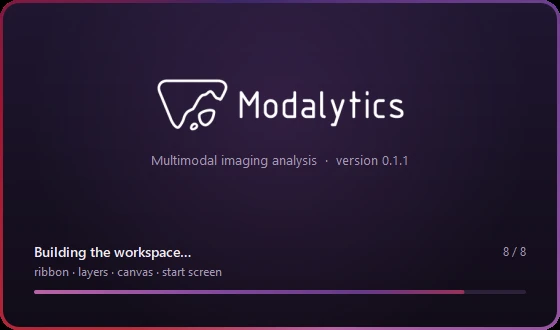 Modalytics
Multimodal imaging analysis · version 0.1.1
Building the workspace... 8 / 8
ribbon · layers · canvas · start screen